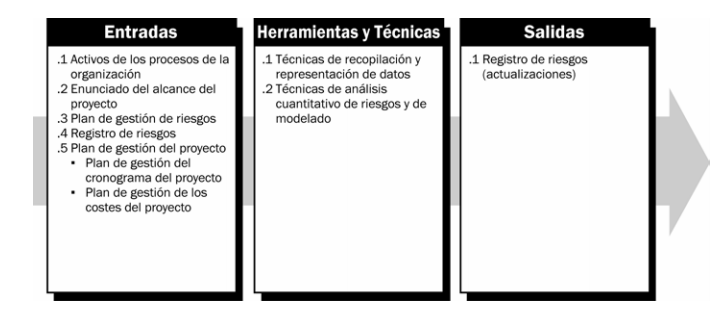 Entradas
.1 Activos de los procesos de la
organización
.2 Enunciado del alcance del
proyecto
.3 Plan de gestión de riesgos
.4 Registro de riesgos
.5 Plan de gestión del proyecto
• Plan de gestión del
cronograma del proyecto
• Plan de gestión de los
costes del proyecto
Herramientas y Técnicas
.1 Técnicas de recopilación y
representación de datos
.2 Técnicas de análisis
cuantitativo de riesgos y de
modelado
Salidas
.1 Registro de riesgos
(actualizaciones)